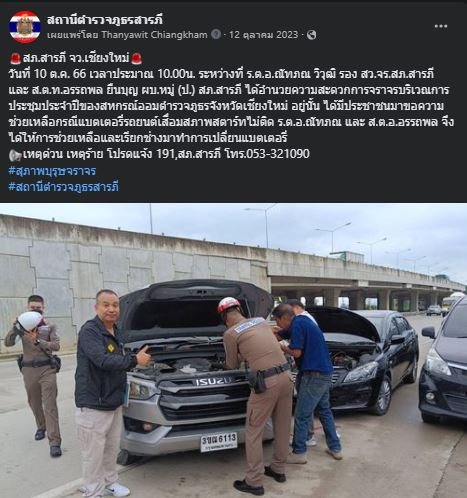 สถานีตำรวจภูธรสารภี
เผยแพร่โดย Thanyawit Chiangkham · 12 ตุลาคม 2023 ·
🚨สภ.สารภี จว.เชียงใหม่🚨
วันที่ 10 ต.ค. 66 เวลาประมาณ 10.00น. ระหว่างที่ ร.ต.อ.ณัทภณ วิวุฒิ รอง สว.จร.สภ.สารภี
และ ส.ต.ท.อรรถพล ยืนบุญ ผบ.หมู่ (ป.) สภ.สารภี ได้อำนวยความสะดวกการจราจรบริเวณการ
ประชุมประจำปีของสหกรณ์ออมตำรวจภูธรจังหวัดเชียงใหม่ อยู่นั้น ได้มีประชาชนมาขอความ
ช่วยเหลือกรณีแบตเตอรี่รถยนต์เสื่อมสภาพสตาร์ทไม่ติด ร.ต.อ.ณัทภณ และ ส.ต.อ.อรรถพล จึง
ได้ให้การช่วยเหลือและเรียกช่างมาทำการเปลี่ยนแบตเตอรี่
📢เหตุด่วน เหตุร้าย โปรดแจ้ง 191,สภ.สารภี โทร.053-321090
#สุภาพบุรุษจราจร
#สถานีตำรวจภูธรสารภี
ISUZU
3ขฌ 6113